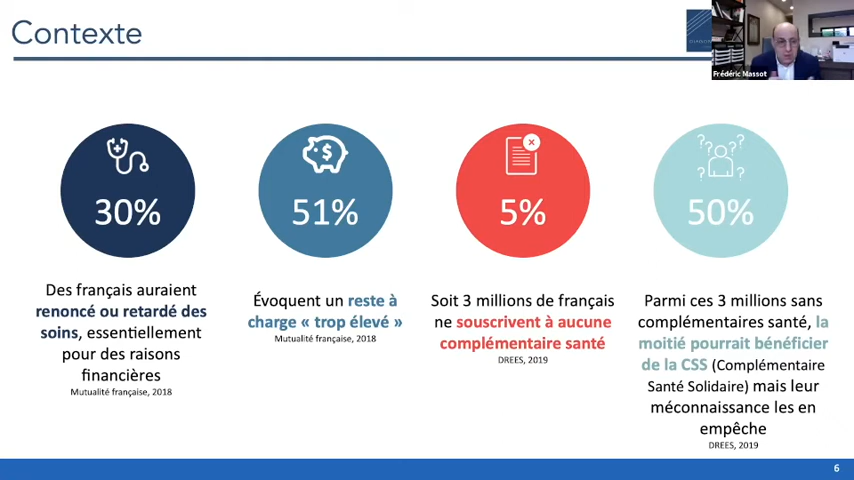 Contexte
Frédéric Massot
30%
Des français auraient
renoncé ou retardé des
soins, essentiellement
pour des raisons
financières
Mutualité française, 2018
51%
Évoquent un reste à
charge « trop élevé »
Mutualité française, 2018
5%
Soit 3 millions de français
ne souscrivent à aucune
complémentaire santé
DREES, 2019
50%
Parmi ces 3 millions sans
complémentaires santé, la
moitié pourrait bénéficier
de la CSS (Complémentaire
Santé Solidaire) mais leur
méconnaissance les en
empêche
DREES, 2019
6